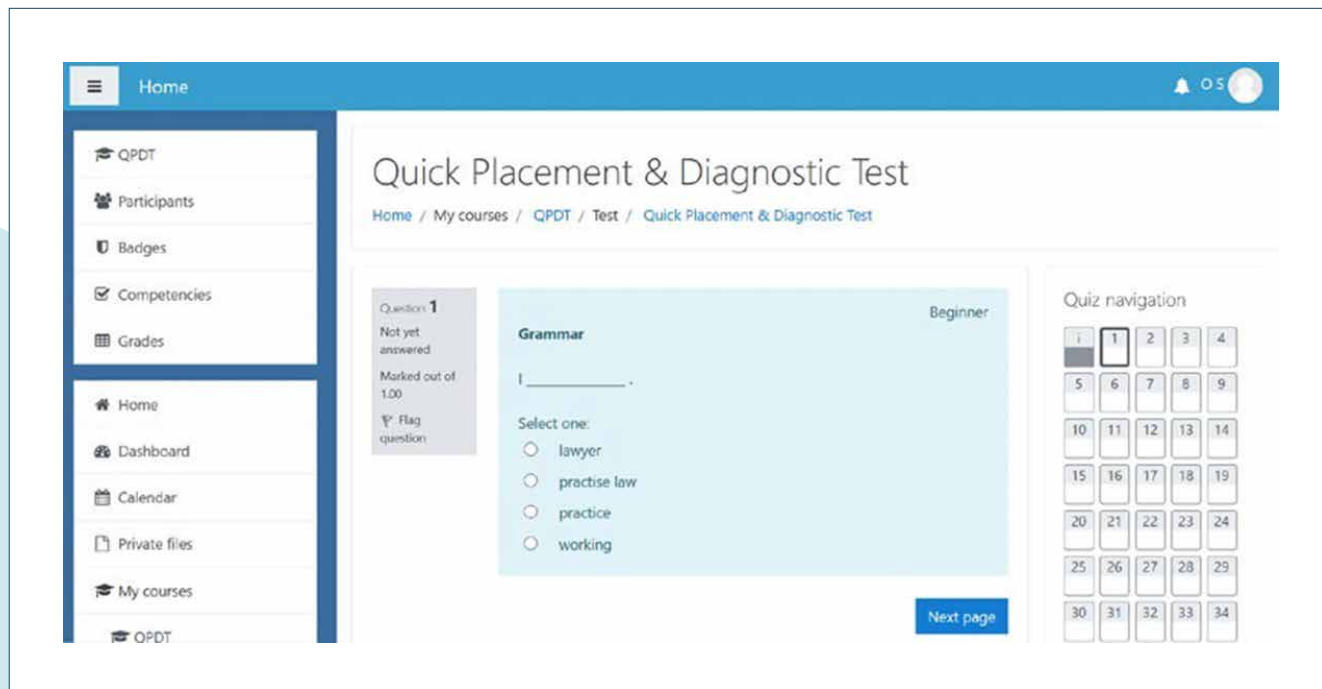 Home
O S
QPDT
Participants
Badges
Competencies
Grades
Home
Dashboard
Calendar
Private files
My courses
QPDT
Quick Placement & Diagnostic Test
Home / My courses / QPDT / Test / Quick Placement & Diagnostic Test
Question 1
Not yet
answered
Marked out of
1.00
Flag
question
Beginner
Grammar
I ____________ .
Select one:
lawyer
practise law
practice
working
Next page
Quiz navigation
i 1 2 3 4
5 6 7 8 9
10 11 12 13 14
15 16 17 18 19
20 21 22 23 24
25 26 27 28 29
30 31 32 33 34